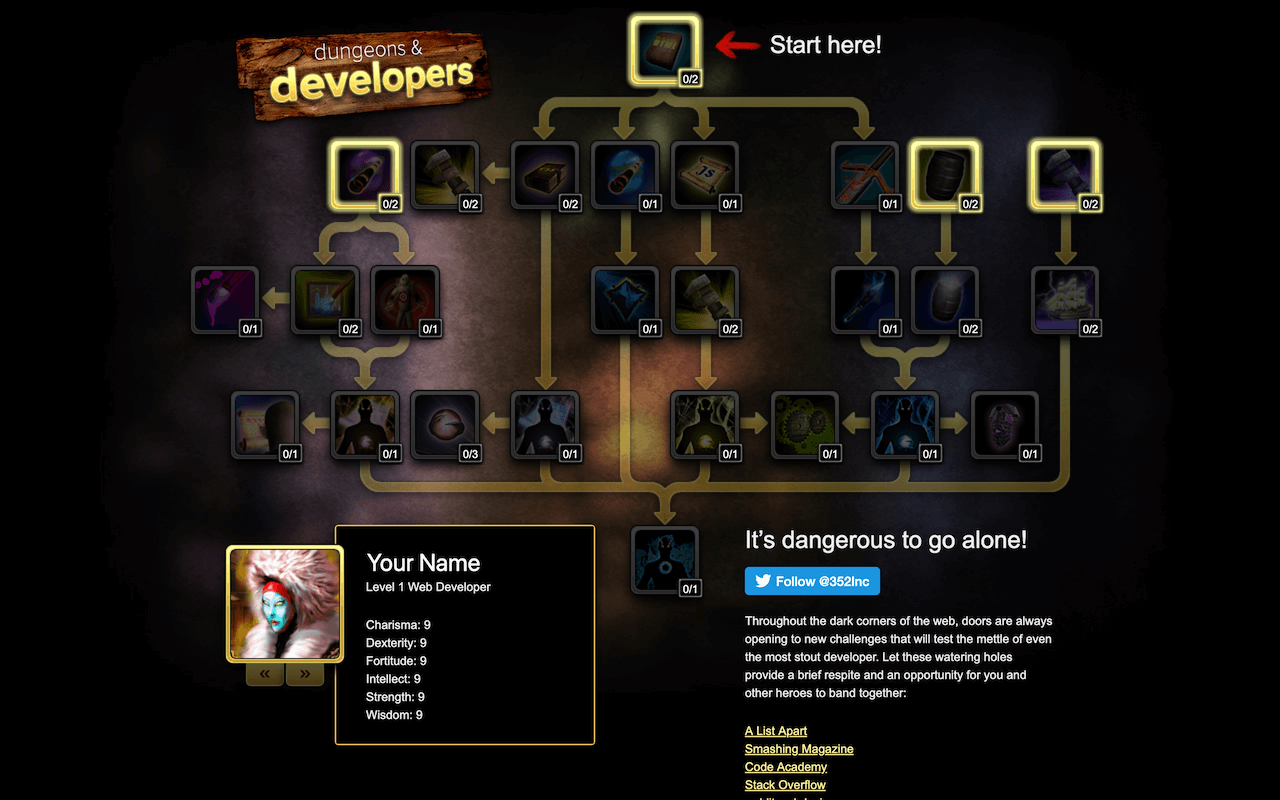 dungeons &
developers
Start here!
0/2
0/2
0/2
0/2
0/1
0/1
0/1
0/2
0/2
0/1
0/2
0/1
0/1
0/2
0/1
0/2
0/2
0/1
0/1
0/3
0/1
0/1
0/1
0/1
0/1
0/1
JS
Your Name
Level 1 Web Developer
Charisma: 9
Dexterity: 9
Fortitude: 9
Intellect: 9
Strength: 9
Wisdom: 9
« »
It’s dangerous to go alone!
Follow @352Inc
Throughout the dark corners of the web, doors are always
opening to new challenges that will test the mettle of even
the most stout developer. Let these watering holes
provide a brief respite and an opportunity for you and
other heroes to band together:
A List Apart
Smashing Magazine
Code Academy
Stack Overflow